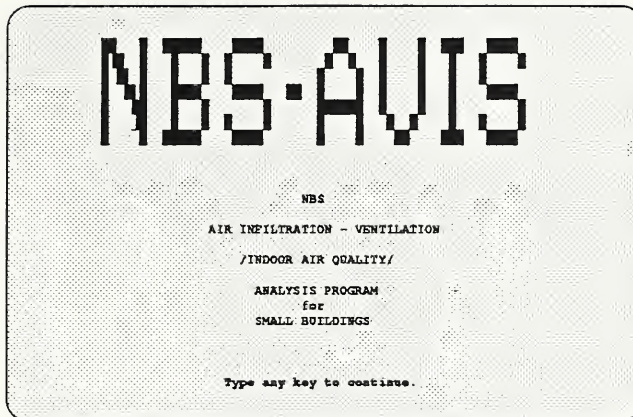 NBS-AVIS
NBS
AIR INFILTRATION - VENTILATION
/INDOOR AIR QUALITY/
ANALYSIS PROGRAM
for
SMALL BUILDINGS
Type any key to continue.